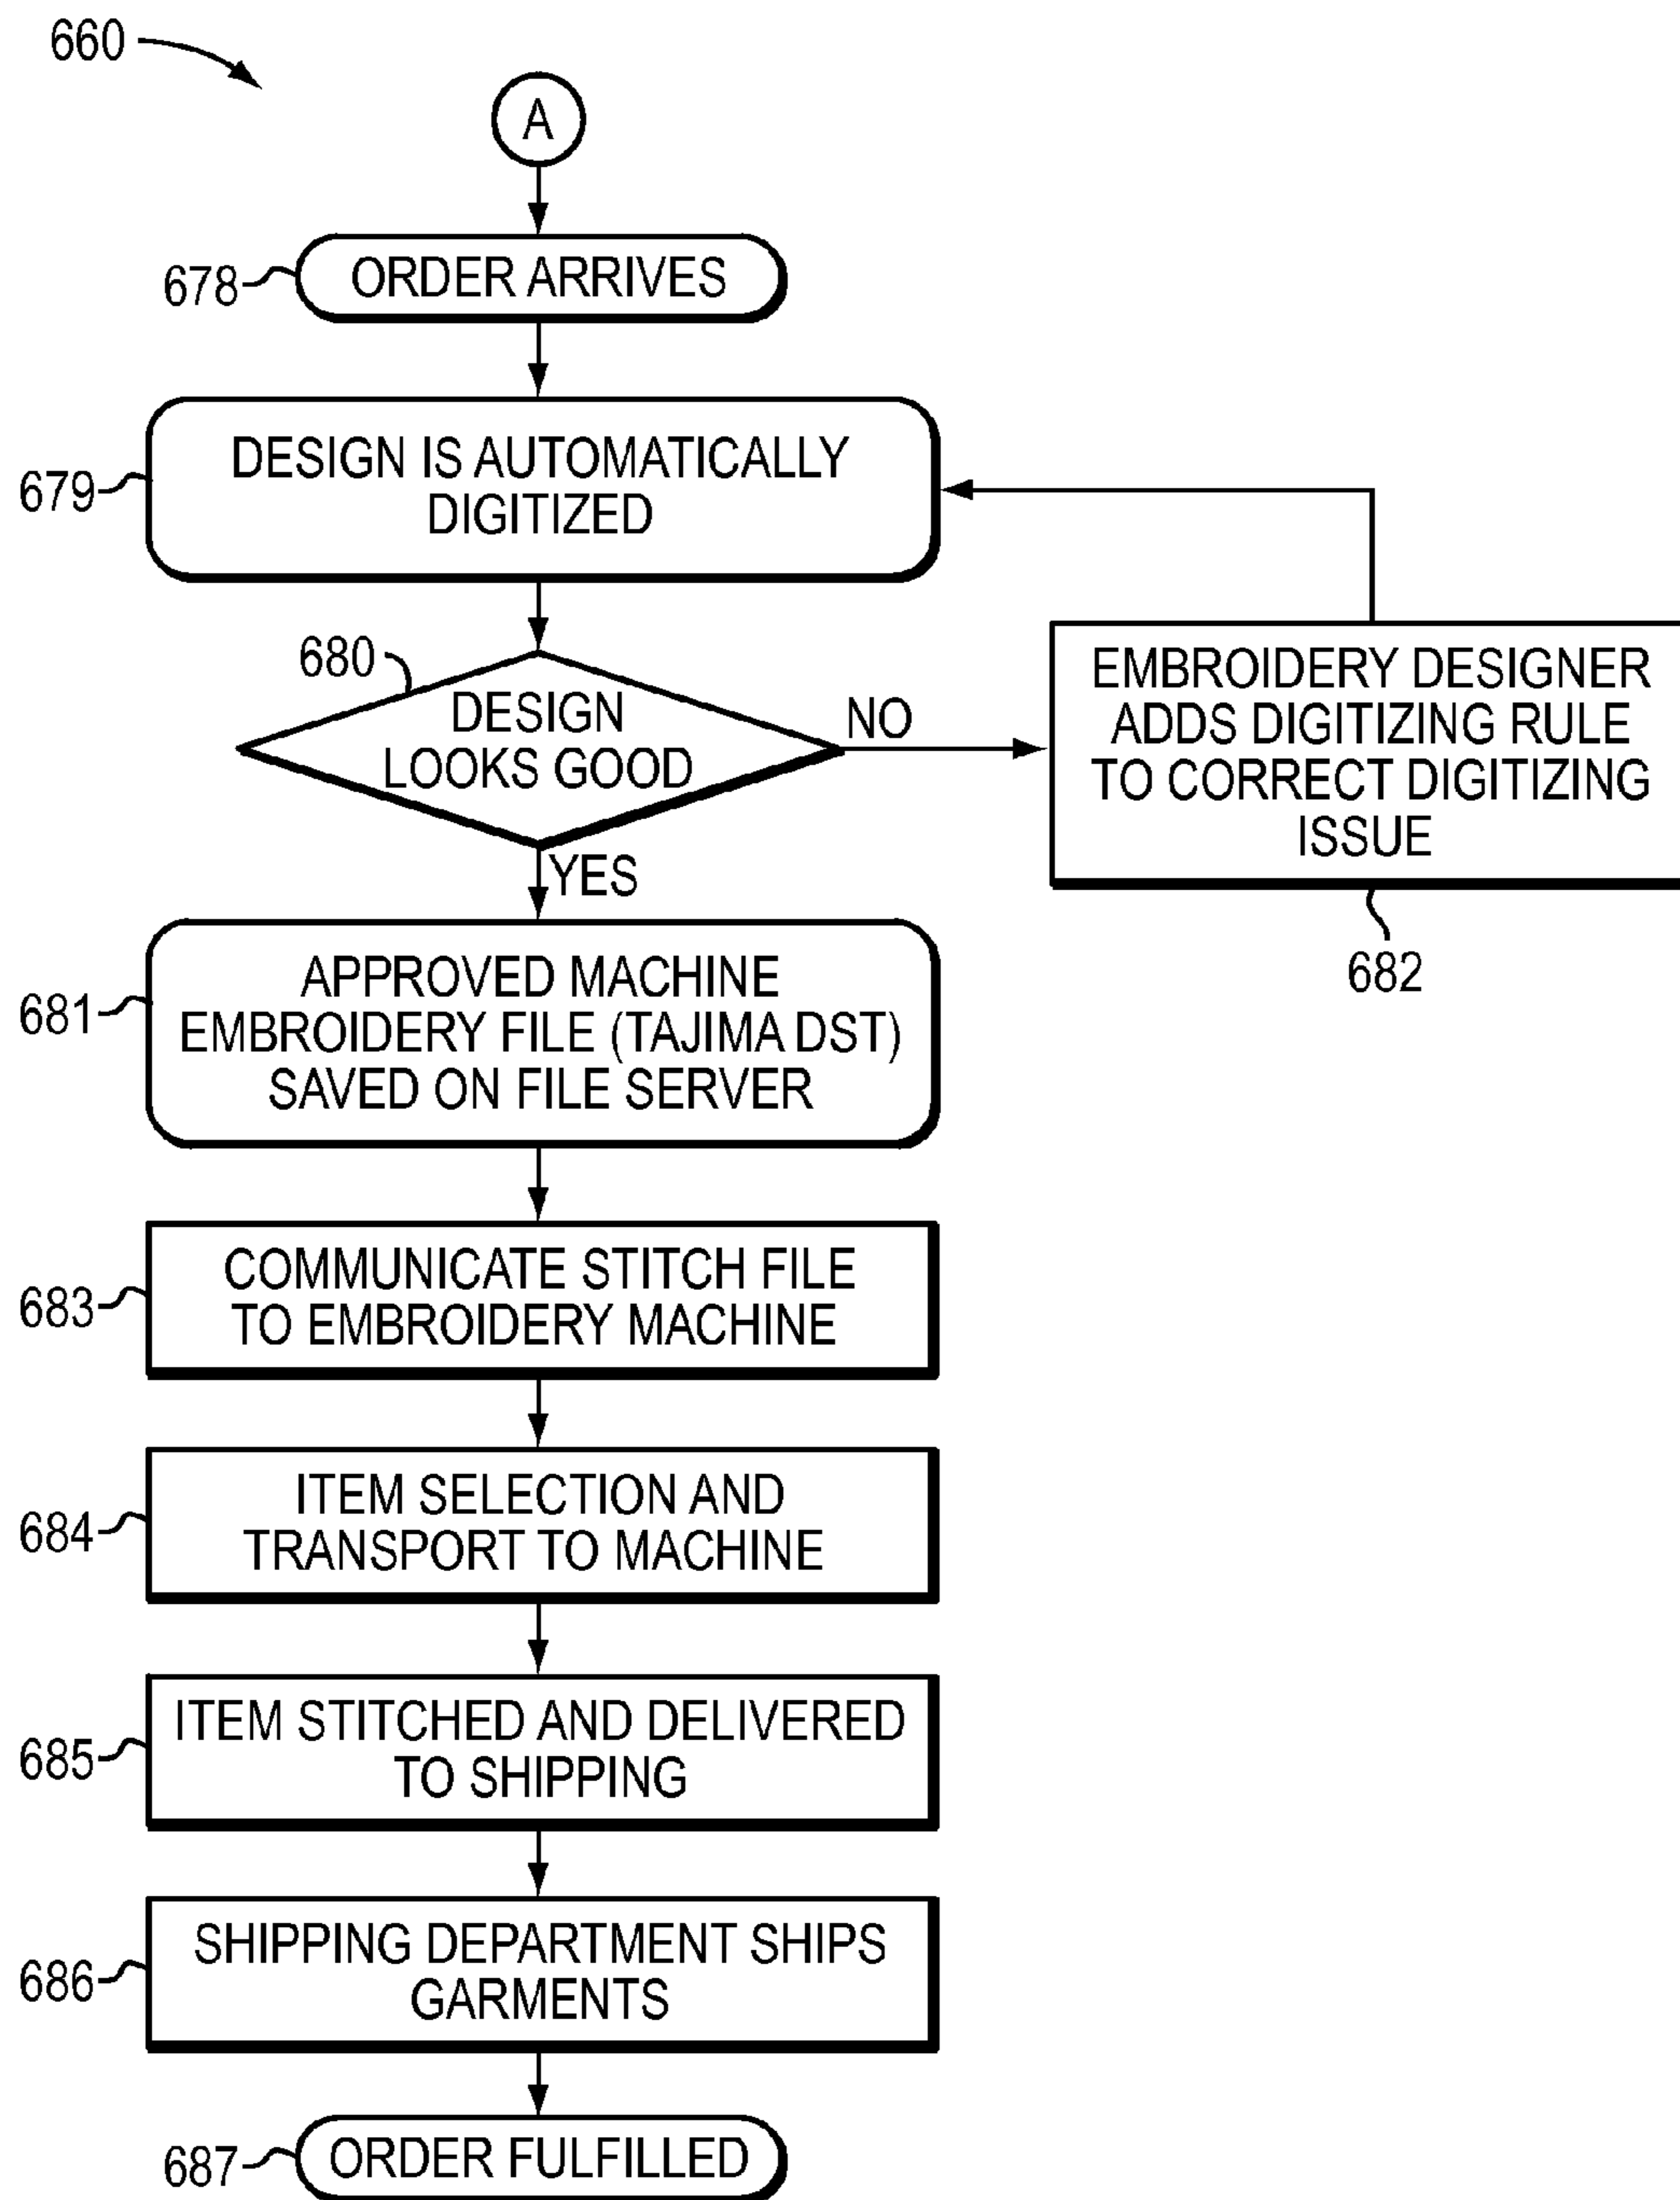 660
A
678
ORDER ARRIVES
679
DESIGN IS AUTOMATICALLY
DIGITIZED
680
DESIGN
LOOKS GOOD
NO
EMBROIDERY DESIGNER
ADDS DIGITIZING RULE
TO CORRECT DIGITIZING
ISSUE
682
YES
681
APPROVED MACHINE
EMBROIDERY FILE (TAJIMA DST)
SAVED ON FILE SERVER
683
COMMUNICATE STITCH FILE
TO EMBROIDERY MACHINE
684
ITEM SELECTION AND
TRANSPORT TO MACHINE
685
ITEM STITCHED AND DELIVERED
TO SHIPPING
686
SHIPPING DEPARTMENT SHIPS
GARMENTS
687
ORDER FULFILLED